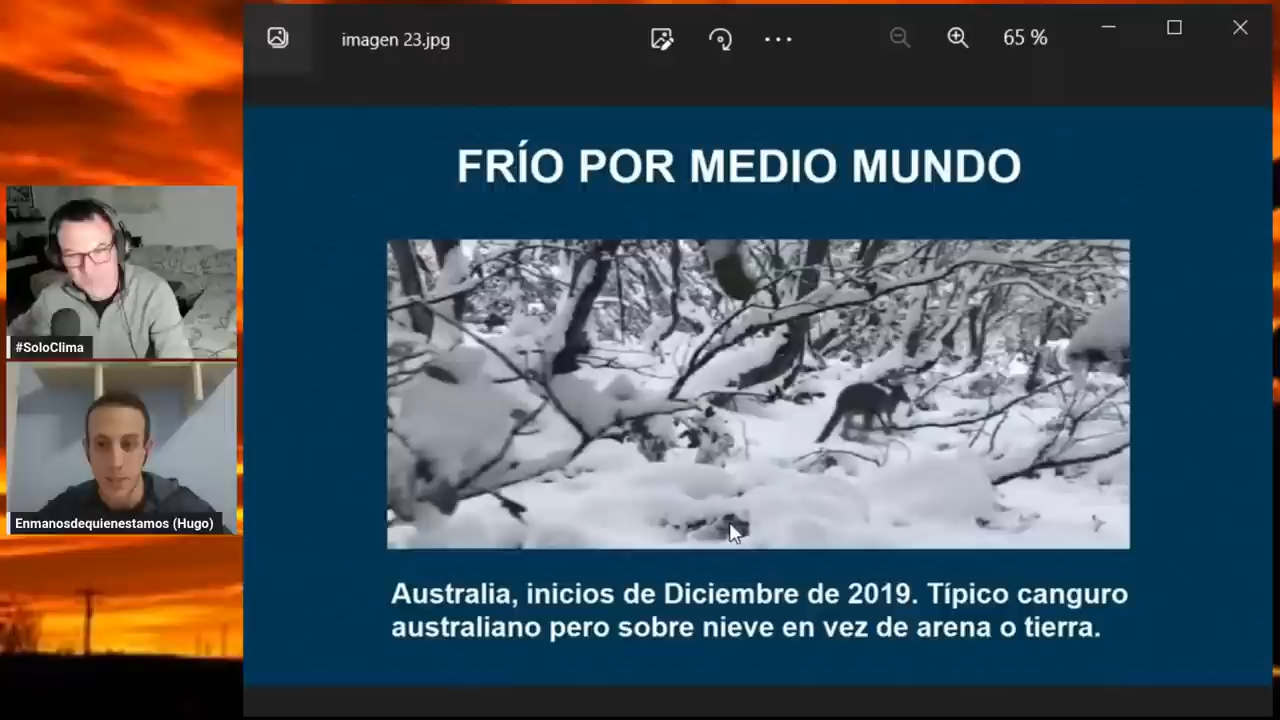 imagen 23.jpg
65 %
FRÍO POR MEDIO MUNDO
#SoloClima
Enmanosdequienestamos (Hugo)
Australia, inicios de Diciembre de 2019. Típico canguro
australiano pero sobre nieve en vez de arena o tierra.